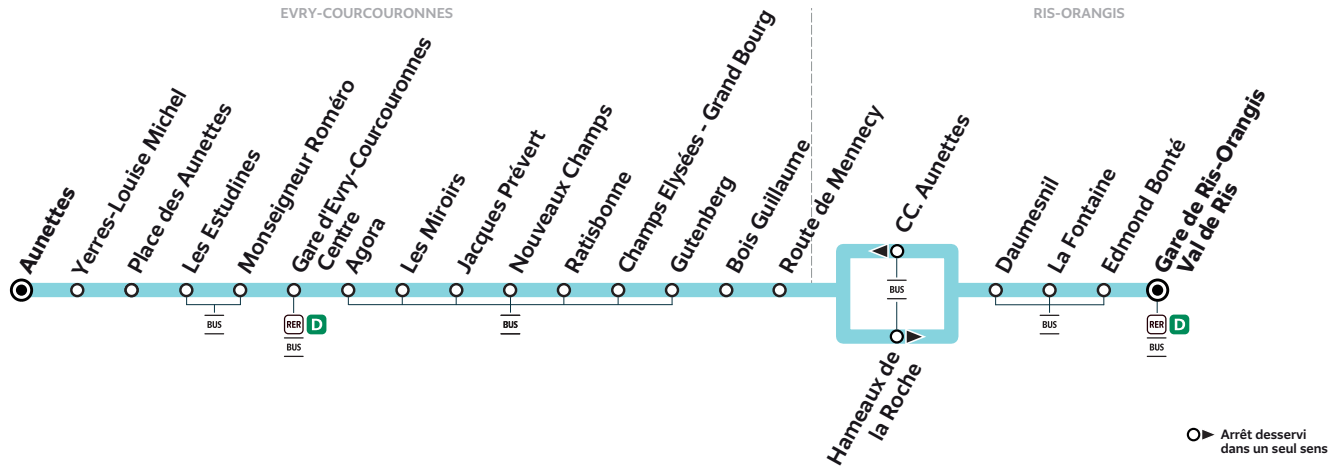 EVRY-COURCOURONNES
RIS-ORANGIS
Aunettes
Yerres-Louise Michel
Place des Aunettes
Les Estudines
Monseigneur Roméro
Gare d'Evry-Courcouronnes
Centre
Agora
Les Miroirs
Jacques Prévert
Nouveaux Champs
Ratisbonne
Champs Elysées - Grand Bourg
Gutenberg
Bois Guillaume
Route de Mennecy
CC. Aunettes
Hameaux de
la Roche
Daumesnil
La Fontaine
Edmond Bonté
Gare de Ris-Orangis
Val de Ris
BUS
RER D
BUS
BUS
BUS
BUS
RER D
BUS
Arrêt desservi
dans un seul sens